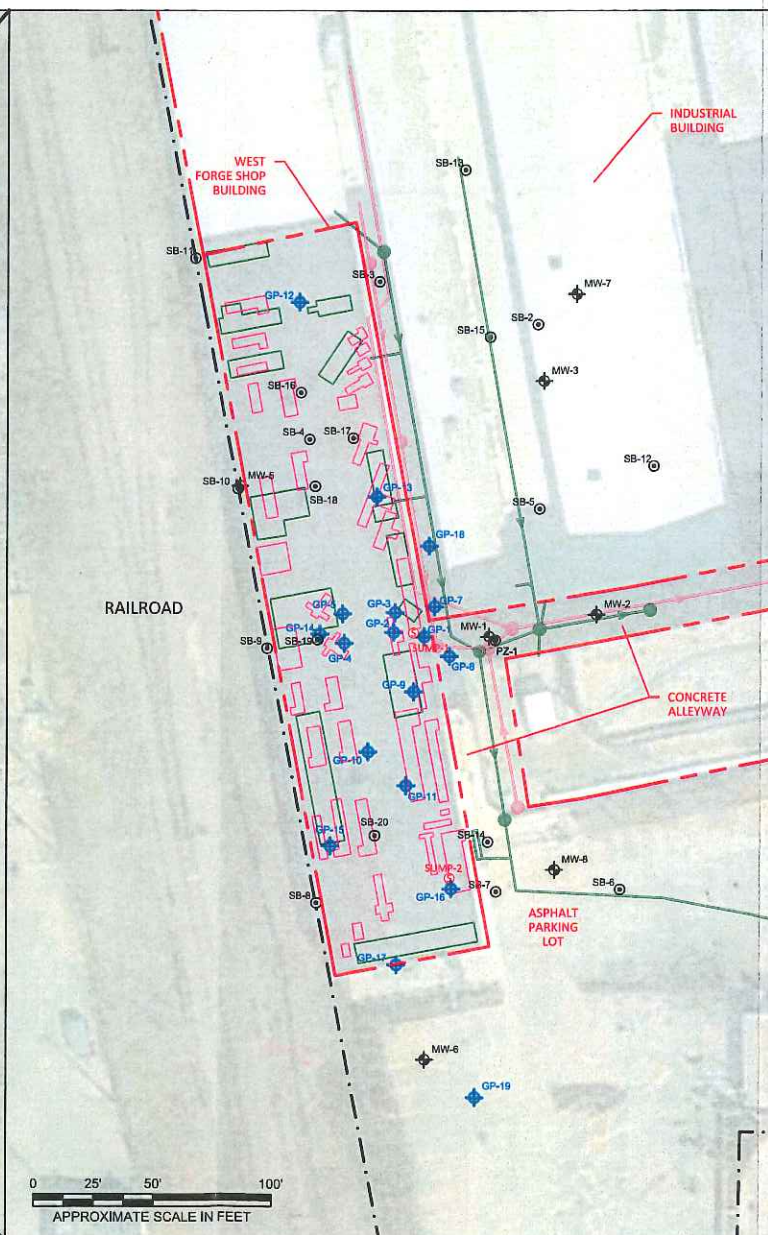 INDUSTRIAL
BUILDING
WEST
FORGE SHOP
BUILDING
SB-13
SB-11
SB-3
MW-7
GP-12
SB-2
SB-15
MW-3
SB-16
SB-4
SB-17
SB-12
SB-10
MW-5
SB-18
GP-13
SB-5
GP-18
RAILROAD
GP-5
GP-3
GP-7
MW-2
GP-14
GP-2
GP-1
MW-1
SB-9
SB-19
GP-4
SUMP-1
PZ-1
GP-8
GP-9
CONCRETE
ALLEYWAY
GP-10
GP-11
GP-15
SB-20
SB-14
SUMP-2
MW-8
SB-8
GP-16
SB-7
SB-6
ASPHALT
PARKING
LOT
GP-17
MW-6
GP-19
0 25' 50' 100'
APPROXIMATE SCALE IN FEET